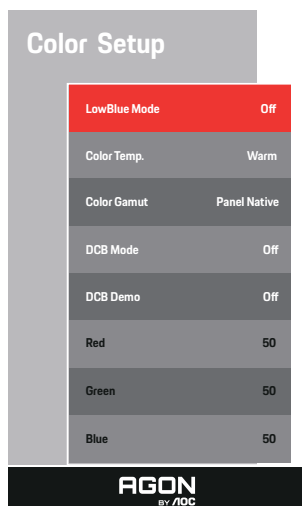 Color Setup
LowBlue Mode Off
Color Temp. Warm
Color Gamut Panel Native
DCB Mode Off
DCB Demo Off
Red 50
Green 50
Blue 50
AGON
BY AOC